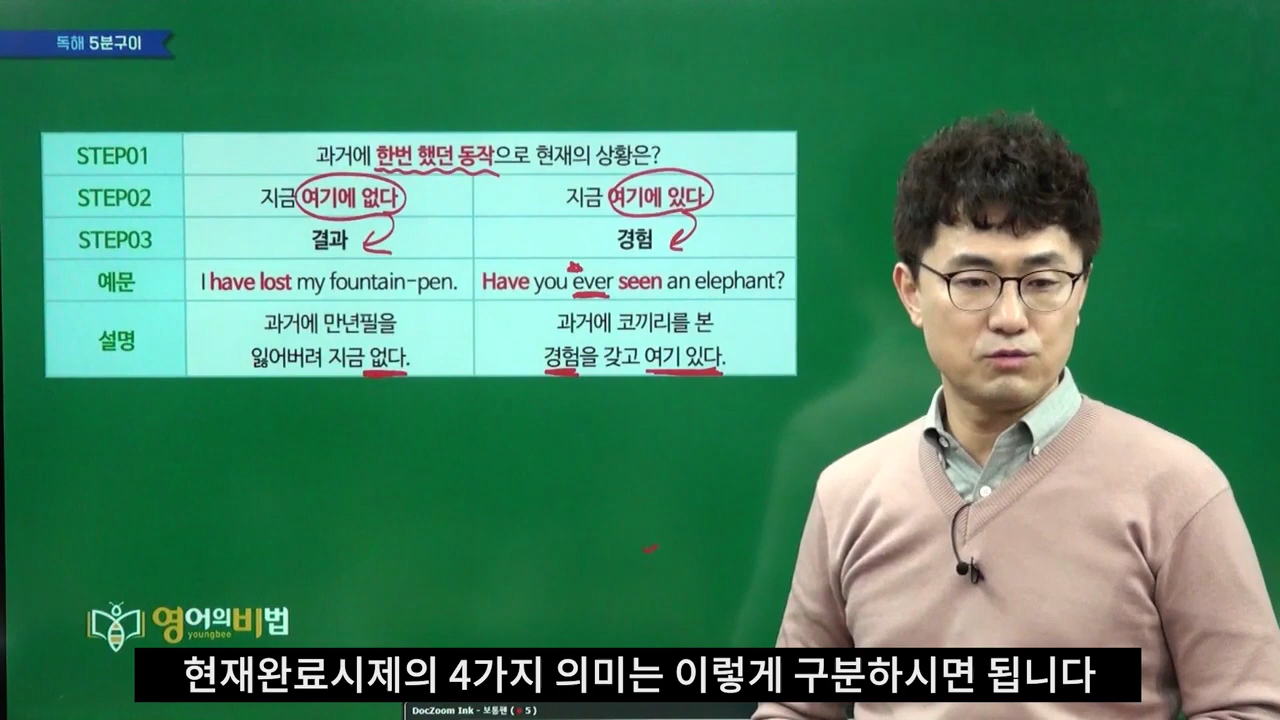 독해 5분구이
STEP01 과거에 한번 했던 동작으로 현재의 상황은?
STEP02 지금 여기에 없다 지금 여기에 있다
STEP03 결과 경험
예문 I have lost my fountain-pen. Have you ever seen an elephant?
설명 과거에 만년필을 잃어버려 지금 없다. 과거에 코끼리를 본 경험을 갖고 여기 있다.
영어의비법
youngbee
현재완료시제의 4가지 의미는 이렇게 구분하시면 됩니다
DocZoom Ink - 보통펜 ( 5 )